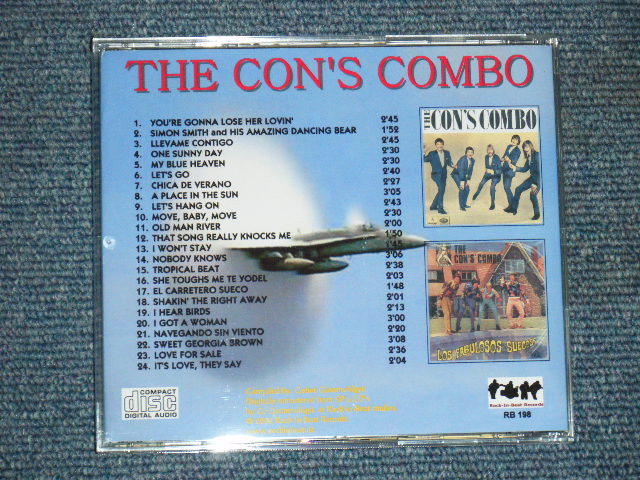 THE CON'S COMBO
1. YOU'RE GONNA LOSE HER LOVIN' 2'45
2. SIMON SMITH and HIS AMAZING DANCING BEAR 1'52
3. LLEVAME CONTIGO 2'45
4. ONE SUNNY DAY 2'30
5. MY BLUE HEAVEN 2'30
6. LET'S GO 2'40
7. CHICA DE VERANO 2'27
8. A PLACE IN THE SUN 3'05
9. LET'S HANG ON 2'43
10. MOVE, BABY, MOVE 2'30
11. OLD MAN RIVER 2'00
12. THAT SONG REALLY KNOCKS ME 1'50
13. I WON'T STAY 1'45
14. NOBODY KNOWS 3'06
15. TROPICAL BEAT 2'38
16. SHE TOUGHS ME TE YODEL 2'03
17. EL CARRETERO SUECO 1'48
18. SHAKIN' THE RIGHT AWAY 2'01
19. I HEAR BIRDS 2'13
20. I GOT A WOMAN 3'00
21. NAVEGANDO SIN VIENTO 2'20
22. SWEET GEORGIA BROWN 3'08
23. LOVE FOR SALE 2'36
24. IT'S LOVE, THEY SAY 2'04
THE CON'S COMBO
THE CON'S COMBO
LOS FABULOSOS SUECOS
COMPACT
disc
DIGITAL AUDIO
Rock-In-Beat Records
RB 198